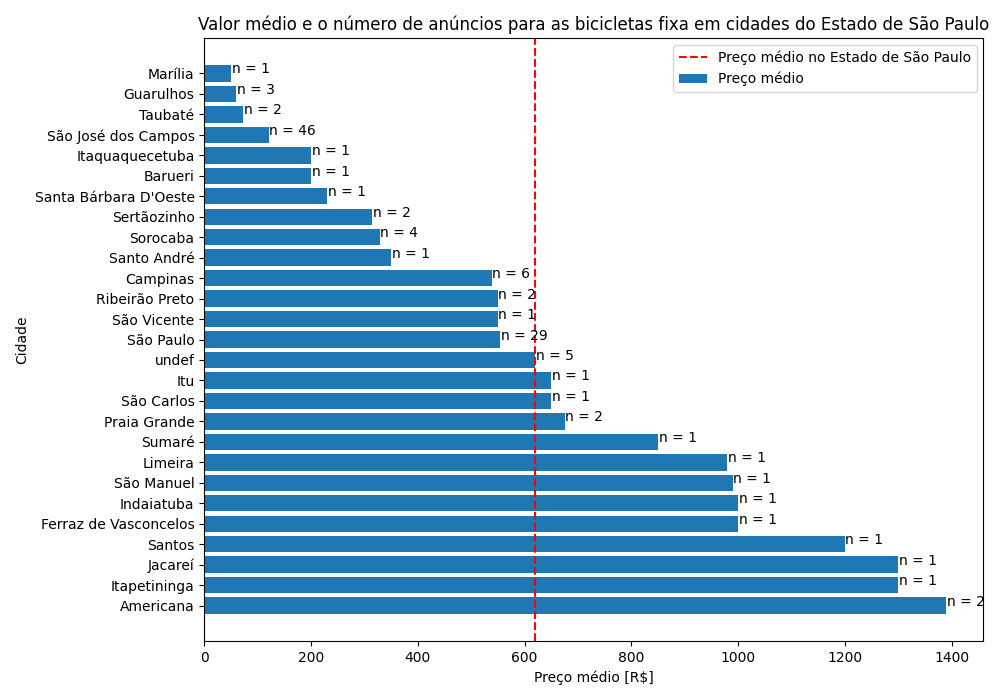 Valor médio e o número de anúncios para as bicicletas fixa em cidades do Estado de São Paulo
Preço médio no Estado de São Paulo
Preço médio
Marília n = 1
Guarulhos n = 3
Taubaté n = 2
São José dos Campos n = 46
Itaquaquecetuba n = 1
Barueri n = 1
Santa Bárbara D'Oeste n = 1
Sertãozinho n = 2
Sorocaba n = 4
Santo André n = 1
Campinas n = 6
Ribeirão Preto n = 2
São Vicente n = 1
São Paulo n = 29
undef n = 5
Itu n = 1
São Carlos n = 1
Praia Grande n = 2
Sumaré n = 1
Limeira n = 1
São Manuel n = 1
Indaiatuba n = 1
Ferraz de Vasconcelos n = 1
Santos n = 1
Jacareí n = 1
Itapetininga n = 1
Americana n = 2
Cidade
0 200 400 600 800 1000 1200 1400
Preço médio [R$]